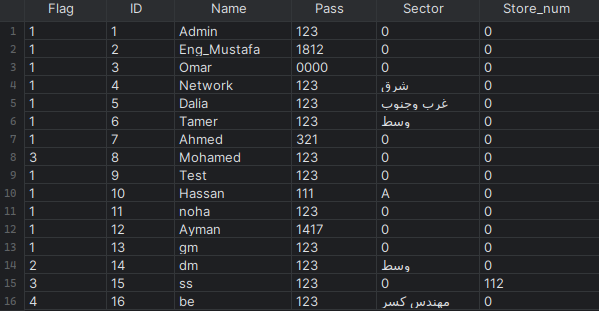 Flag ID Name Pass Sector Store_num
1 1 1 Admin 123 0 0
2 1 2 Eng_Mustafa 1812 0 0
3 1 3 Omar 0000 0 0
4 1 4 Network 123 شرق 0
5 1 5 Dalia 123 غرب وجنوب 0
6 1 6 Tamer 123 وسط 0
7 1 7 Ahmed 321 0 0
8 3 8 Mohamed 123 0 0
9 1 9 Test 123 0 0
10 1 10 Hassan 111 A 0
11 1 11 noha 123 0 0
12 1 12 Ayman 1417 0 0
13 1 13 gm 123 0 0
14 2 14 dm 123 وسط 0
15 3 15 ss 123 0 112
16 4 16 be 123 مهندس كسر 0